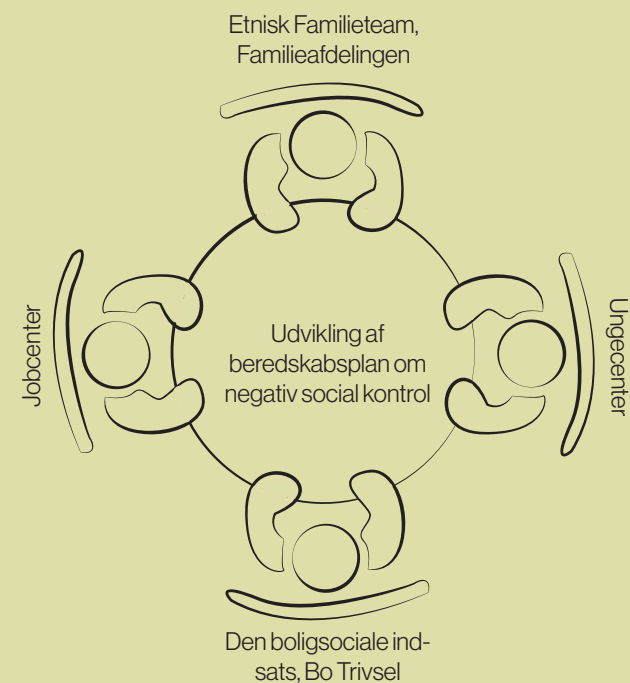 Etnisk Familieteam,
Familieafdelingen
Jobcenter
Udvikling af
beredskabsplan om
negativ social kontrol
Ungecenter
Den boligsociale ind-
sats, Bo Trivsel